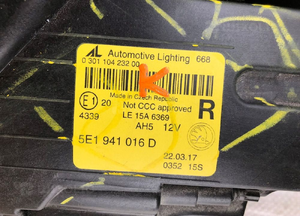 AL Automotive Lighting 668
0 301 104 232 00
K
Made in Czech Republic
E1 20 Not CCC approved R
4339 LE 15A 6369
AH5 12V
5E1 941 016 D
22.03.17
0352 15S